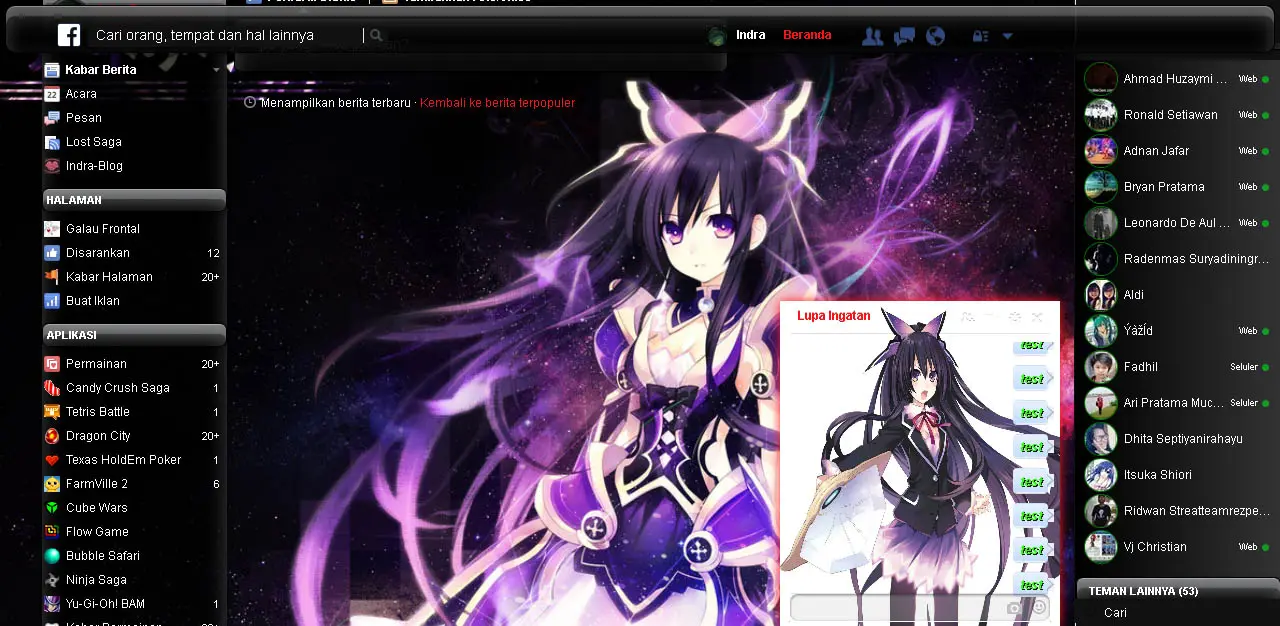 Cari orang, tempat dan hal lainnya
Indra
Beranda
Kabar Berita
22 Acara
Pesan
Lost Saga
Indra-Blog
HALAMAN
Galau Frontal
Disarankan 12
Kabar Halaman 20+
Buat Iklan
APLIKASI
Permainan 20+
Candy Crush Saga 1
Tetris Battle 1
Dragon City 20+
Texas HoldEm Poker 1
FarmVille 2 6
Cube Wars
Flow Game
Bubble Safari
Ninja Saga
Yu-Gi-Oh! BAM 1
Menampilkan berita terbaru · Kembali ke berita terpopuler
Lupa Ingatan
test
test
test
test
test
test
test
test
Ahmad Huzaymi ... Web
Ronald Setiawan Web
Adnan Jafar Web
Bryan Pratama Web
Leonardo De Aul ... Web
Radenmas Suryadiningr...
Aldi
ÝâžÍd Web
Fadhil Seluler
Ari Pratama Muc... Seluler
Dhita Septiyanirahayu
Itsuka Shiori
Ridwan Streatteamrezpe...
Vj Christian Web
TEMAN LAINNYA (53)
Cari